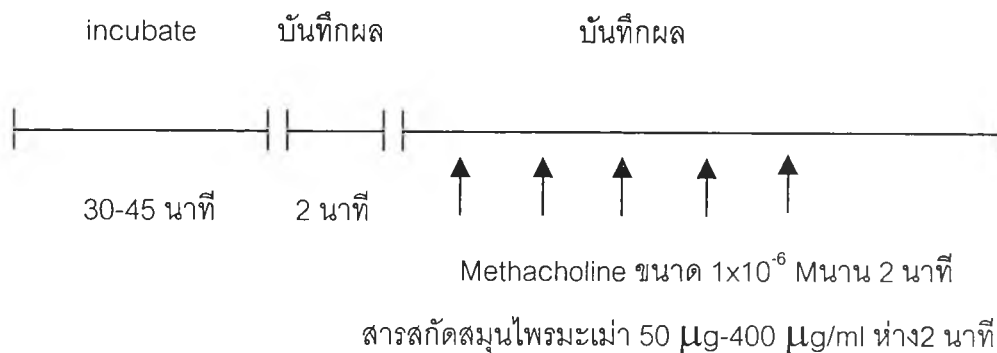 incubate บันทึกผล บันทึกผล
30-45 นาที 2 นาที
Methacholine ขนาด 1x10⁻⁶ Mนาน 2 นาที
สารสกัดสมุนไพรมะเม่า 50 μg-400 μg/ml ห่าง2 นาที